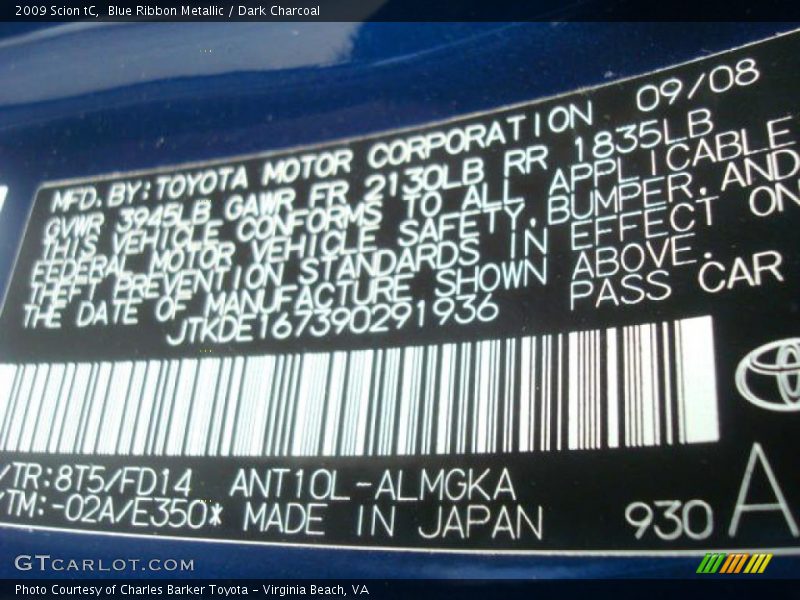 2009 Scion tC,  Blue Ribbon Metallic / Dark Charcoal
MFD. BY: TOYOTA MOTOR CORPORATION 09/08
GVWR 3945LB GAWR FR 2130LB RR 1835LB
THIS VEHICLE CONFORMS TO ALL APPLICABLE
FEDERAL MOTOR VEHICLE SAFETY, BUMPER, AND
THEFT PREVENTION STANDARDS IN EFFECT ON
THE DATE OF MANUFACTURE SHOWN ABOVE.
JTKDE167390291936 PASS CAR
/TR:8T5/FD14 ANT10L-ALMGKA
/TM:-02A/E350* MADE IN JAPAN 930 A
GTCARLOT.COM
Photo Courtesy of Charles Barker Toyota - Virginia Beach, VA